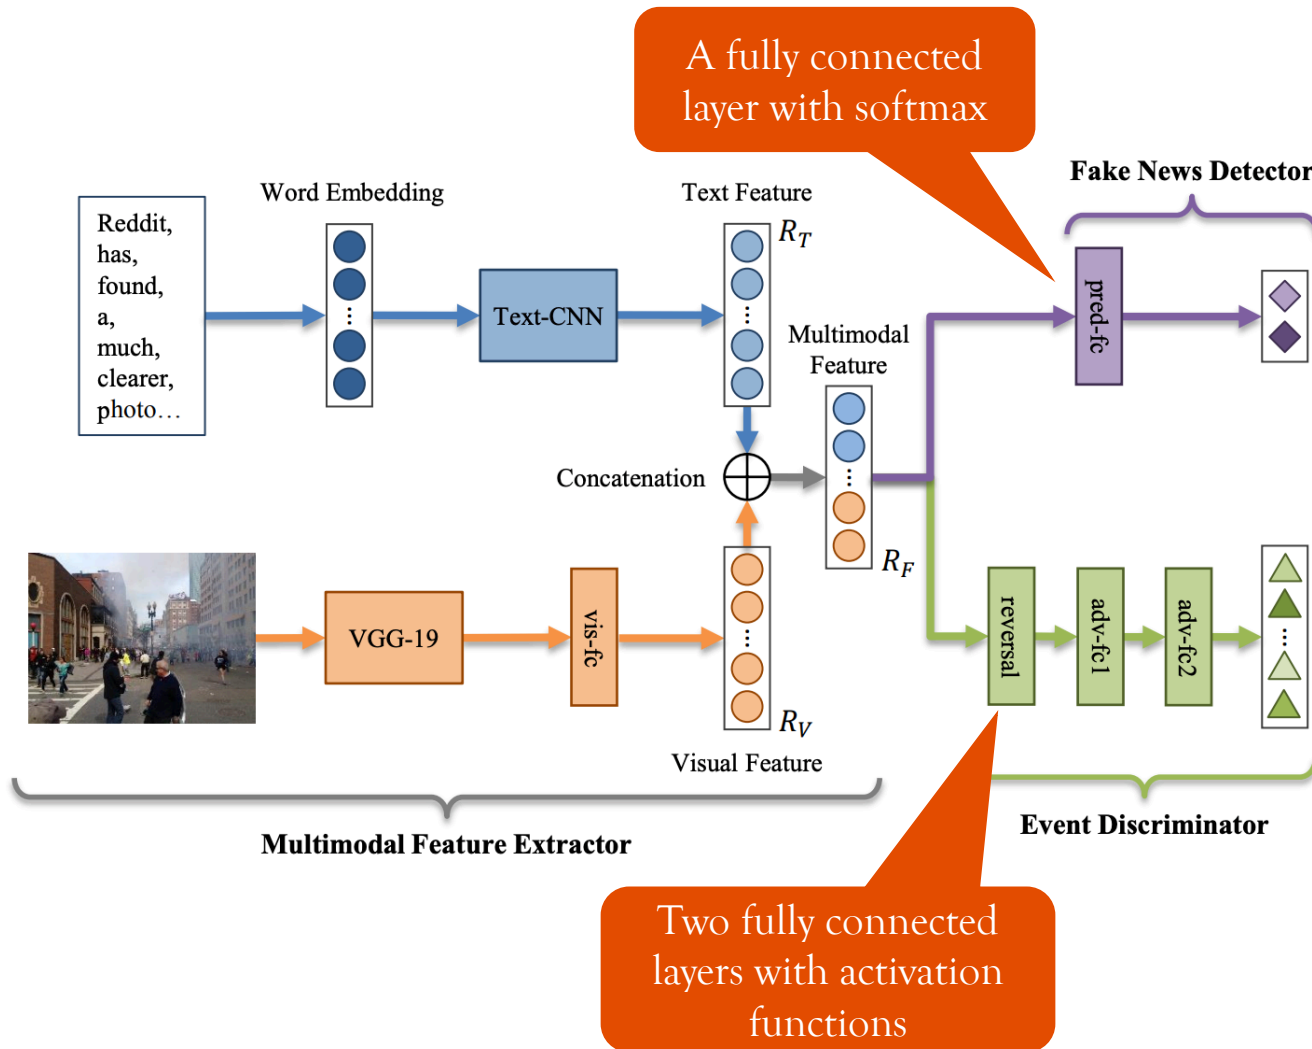 A fully connected
layer with softmax
Fake News Detector
Word Embedding
Text Feature
R_T
Reddit,
has,
found,
a,
much,
clearer,
photo…
Text-CNN
pred-fc
Multimodal
Feature
Concatenation
R_F
VGG-19
vis-fc
reversal
adv-fc1
adv-fc2
R_V
Visual Feature
Multimodal Feature Extractor
Event Discriminator
Two fully connected
layers with activation
functions